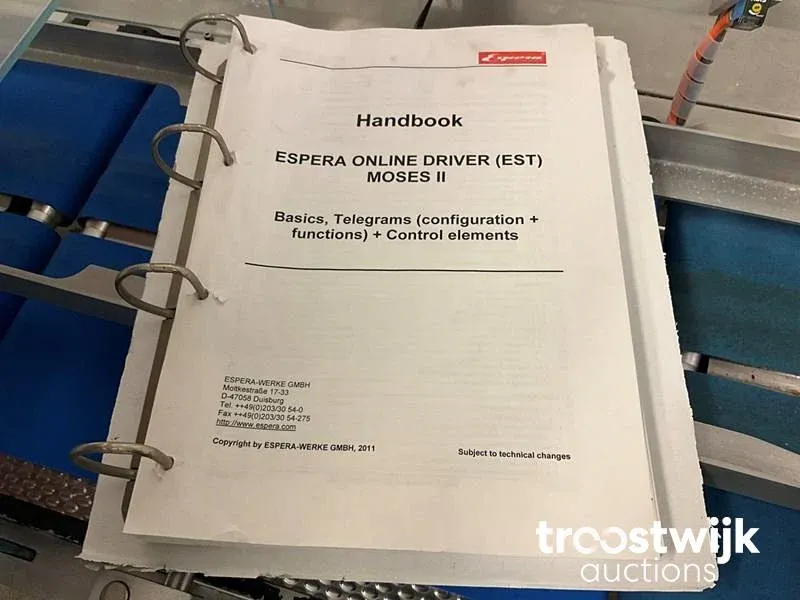 espera
Handbook
ESPERA ONLINE DRIVER (EST)
MOSES II
Basics, Telegrams (configuration +
functions) + Control elements
ESPERA-WERKE GMBH
Moltkestraße 17-33
D-47058 Duisburg
Tel. ++49(0)203/30 54-0
Fax ++49(0)203/30 54-275
http://www.espera.com
Copyright by ESPERA-WERKE GMBH, 2011
Subject to technical changes
troostwijk
auctions